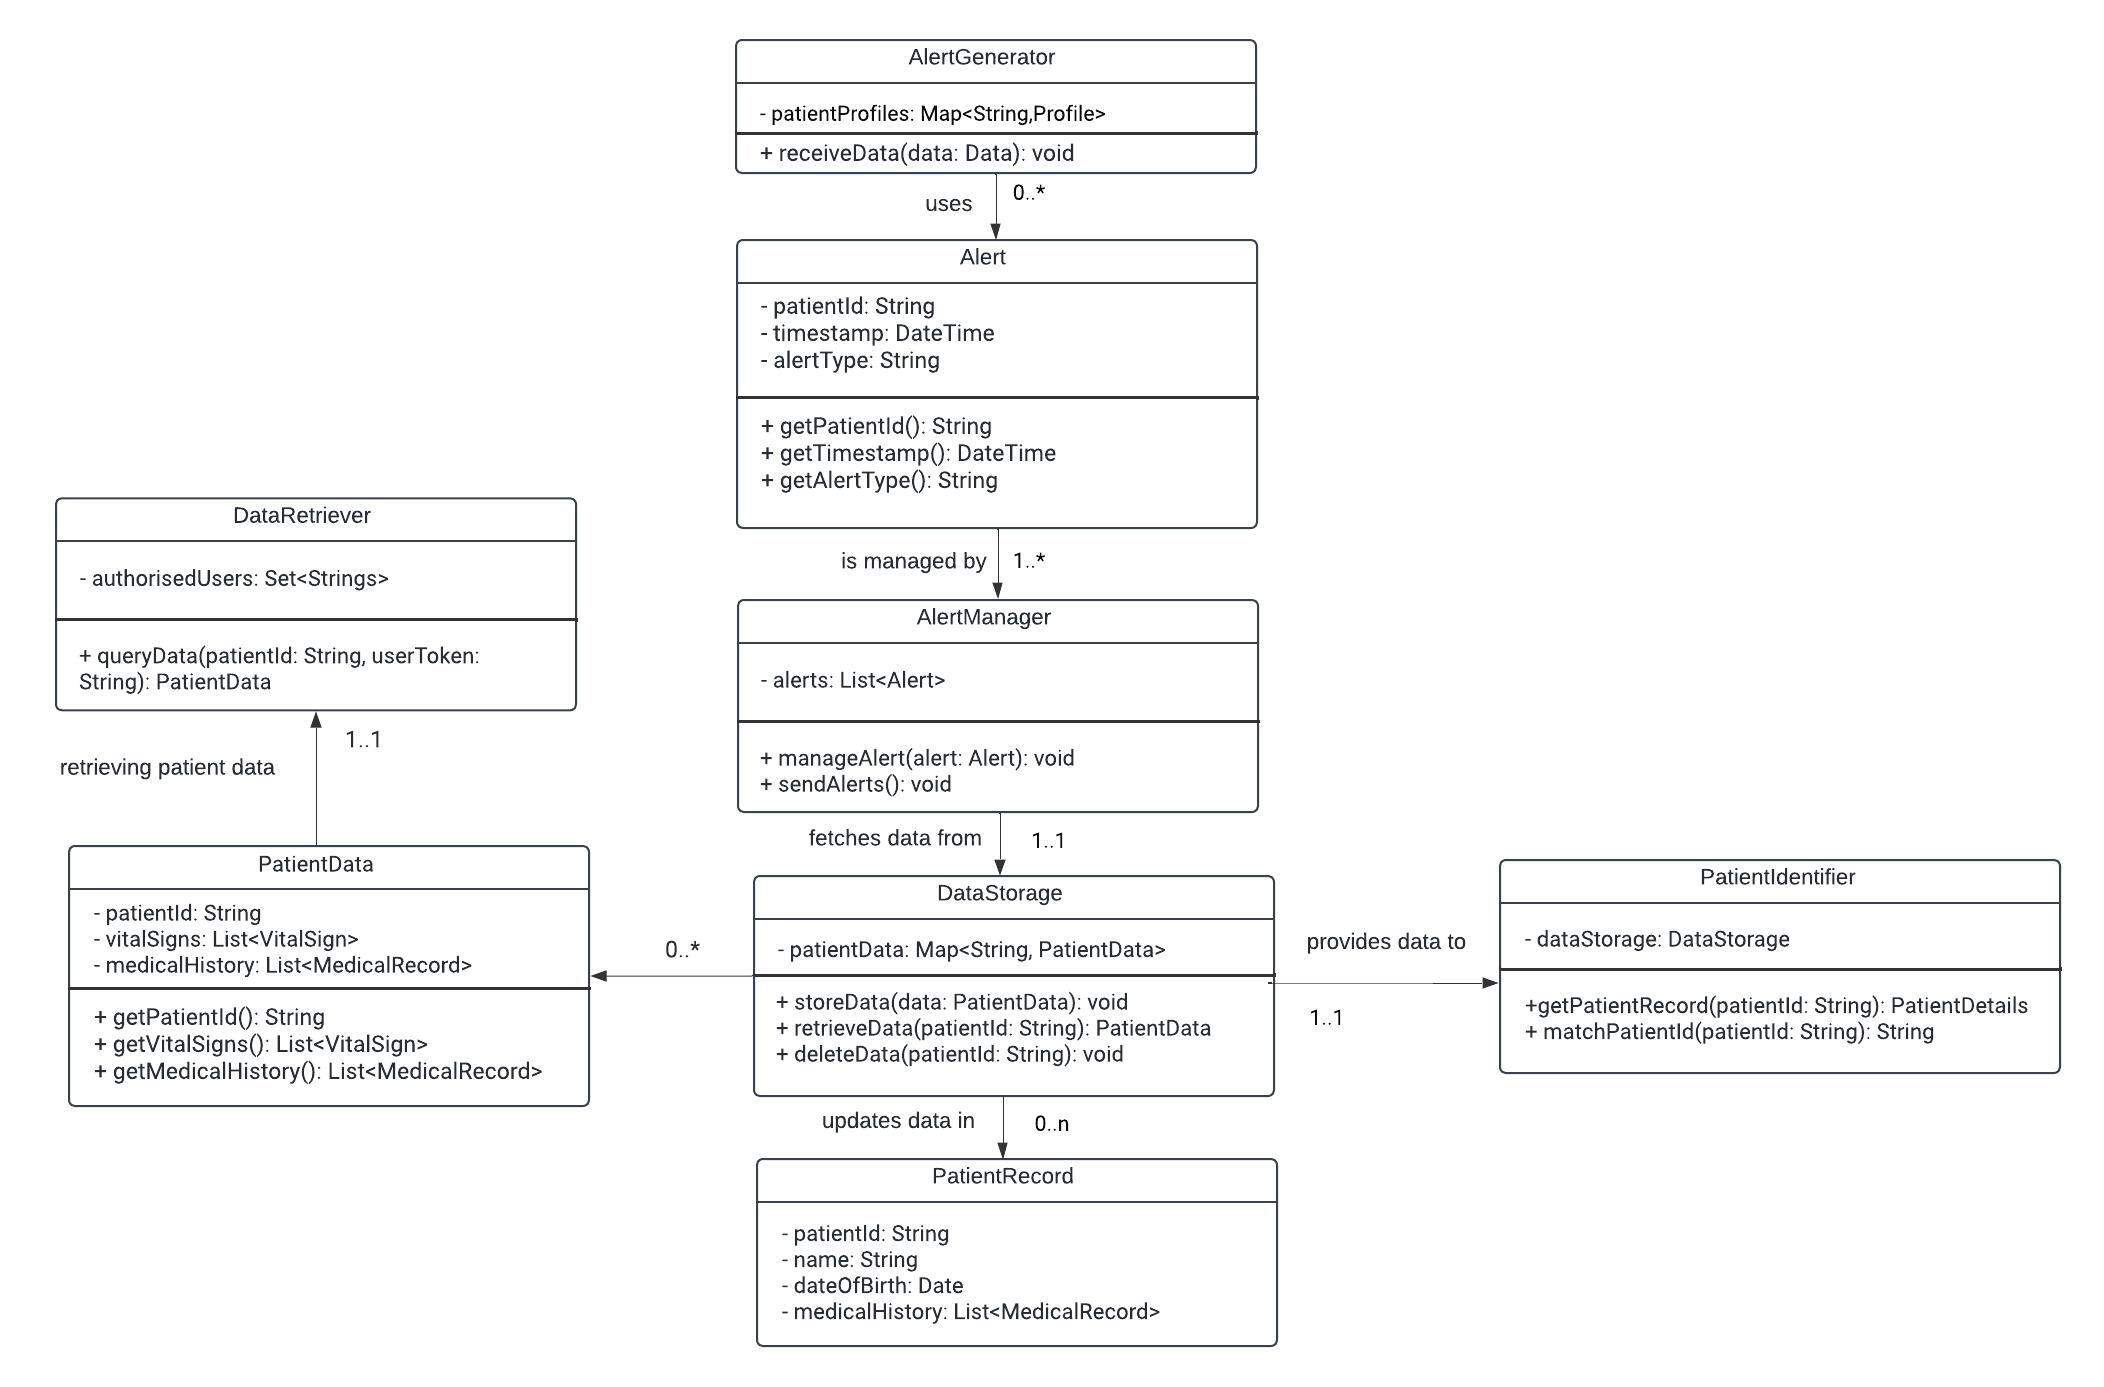 AlertGenerator
- patientProfiles: Map<String,Profile>
+ receiveData(data: Data): void
uses
0..*
Alert
- patientId: String
- timestamp: DateTime
- alertType: String
+ getPatientId(): String
+ getTimestamp(): DateTime
+ getAlertType(): String
is managed by
1..*
DataRetriever
- authorisedUsers: Set<Strings>
+ queryData(patientId: String, userToken:
String): PatientData
1..1
retrieving patient data
AlertManager
- alerts: List<Alert>
+ manageAlert(alert: Alert): void
+ sendAlerts(): void
fetches data from
1..1
PatientData
- patientId: String
- vitalSigns: List<VitalSign>
- medicalHistory: List<MedicalRecord>
+ getPatientId(): String
+ getVitalSigns(): List<VitalSign>
+ getMedicalHistory(): List<MedicalRecord>
0..*
DataStorage
- patientData: Map<String, PatientData>
+ storeData(data: PatientData): void
+ retrieveData(patientId: String): PatientData
+ deleteData(patientId: String): void
provides data to
1..1
PatientIdentifier
- dataStorage: DataStorage
+getPatientRecord(patientId: String): PatientDetails
+ matchPatientId(patientId: String): String
updates data in
0..n
PatientRecord
- patientId: String
- name: String
- dateOfBirth: Date
- medicalHistory: List<MedicalRecord>